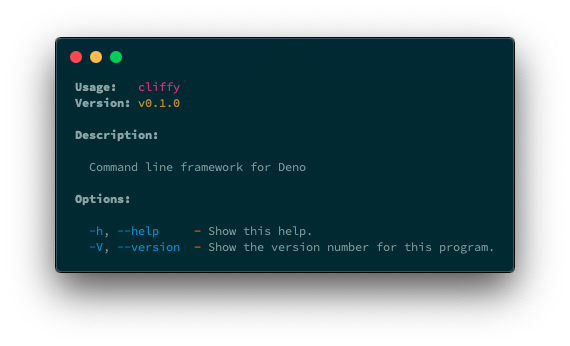 Usage: cliffy
Version: v0.1.0
Description:
Command line framework for Deno
Options:
-h, --help - Show this help.
-V, --version - Show the version number for this program.